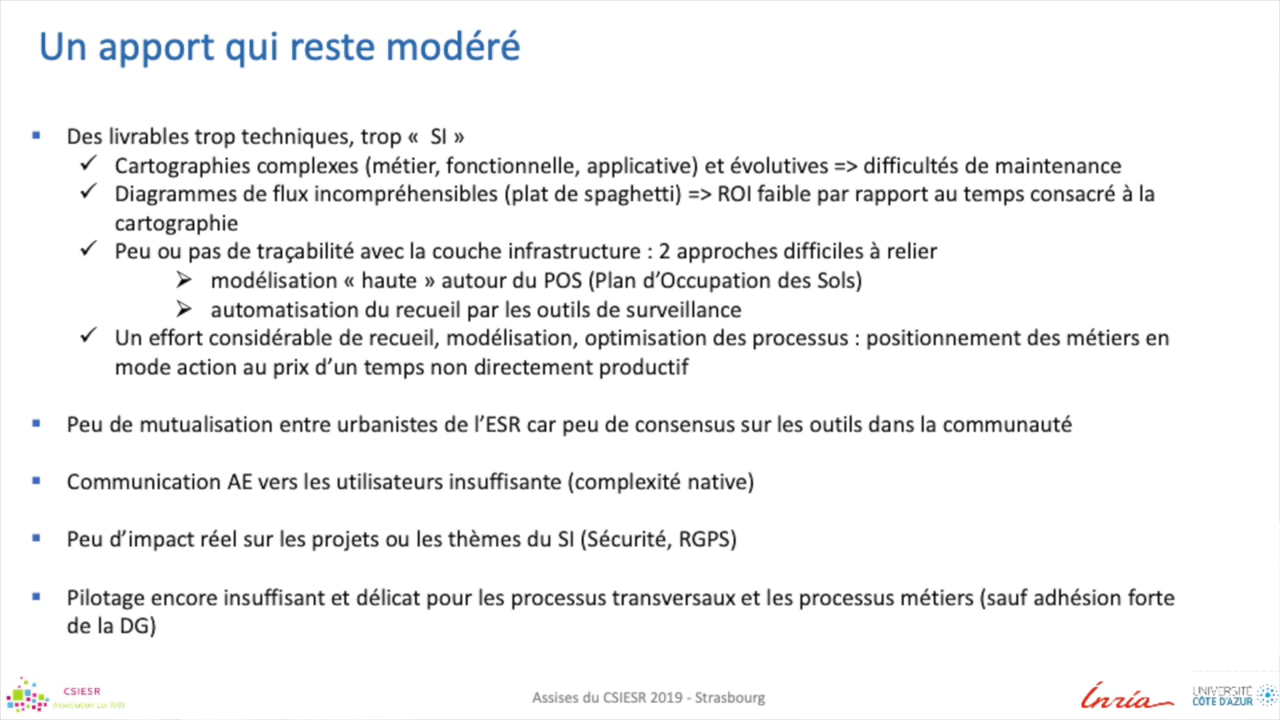 Un apport qui reste modéré
▪ Des livrables trop techniques, trop « SI »
✓ Cartographies complexes (métier, fonctionnelle, applicative) et évolutives => difficultés de maintenance
✓ Diagrammes de flux incompréhensibles (plat de spaghetti) => ROI faible par rapport au temps consacré à la
cartographie
✓ Peu ou pas de traçabilité avec la couche infrastructure : 2 approches difficiles à relier
➢ modélisation « haute » autour du POS (Plan d’Occupation des Sols)
➢ automatisation du recueil par les outils de surveillance
✓ Un effort considérable de recueil, modélisation, optimisation des processus : positionnement des métiers en
mode action au prix d’un temps non directement productif
▪ Peu de mutualisation entre urbanistes de l’ESR car peu de consensus sur les outils dans la communauté
▪ Communication AE vers les utilisateurs insuffisante (complexité native)
▪ Peu d’impact réel sur les projets ou les thèmes du SI (Sécurité, RGPS)
▪ Pilotage encore insuffisant et délicat pour les processus transversaux et les processus métiers (sauf adhésion forte
de la DG)
CSIESR
Association
Assises du CSIESR 2019 - Strasbourg
Inria
UNIVERSITÉ
CÔTE D’AZUR